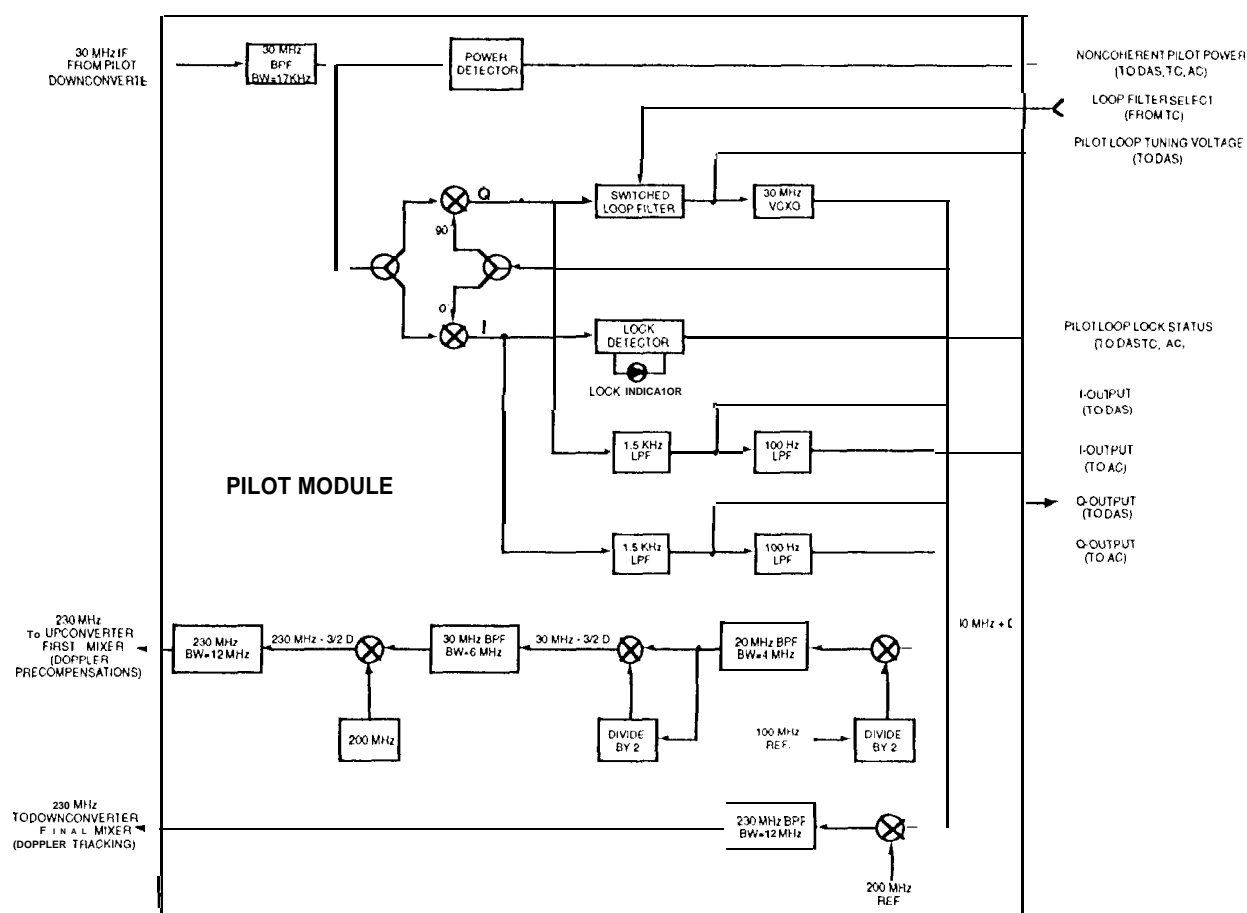 30 MHz IF
FROM PILOT
DOWNCONVERTE
30 MHz
BPF
BW=17KHz
POWER
DETECTOR
NONCOHERENT PILOT POWER
(TO DAS, TC, AC)
LOOP FILTER SELECT
(FROM TC)
PILOT LOOP TUNING VOLTAGE
(TO DAS)
Q
SWITCHED
LOOP FILTER
30 MHz
VCXO
90
0
I
LOCK
DETECTOR
LOCK INDICATOR
PILOT LOOP LOCK STATUS
(TO DASTC, AC,
I-OUTPUT
(TO DAS)
1.5 KHz
LPF
100 Hz
LPF
I-OUTPUT
(TO AC)
PILOT MODULE
Q-OUTPUT
(TO DAS)
1.5 KHz
LPF
100 Hz
LPF
Q-OUTPUT
(TO AC)
230 MHz
To UPCONVERTER
FIRST MIXER
(DOPPLER
PRECOMPENSATIONS)
230 MHz
BW=12 MHz
230 MHz - 3/2 D
30 MHz BPF
BW=6 MHz
30 MHz - 3/2 D
20 MHz BPF
BW=4 MHz
MHz +
200 MHz
DIVIDE
BY 2
100 MHz
REF.
DIVIDE
BY 2
230 MHz
TO DOWNCONVERTER
FINAL MIXER
(DOPPLER TRACKING)
230 MHz BPF
BW=12 MHz
200 MHz
REF